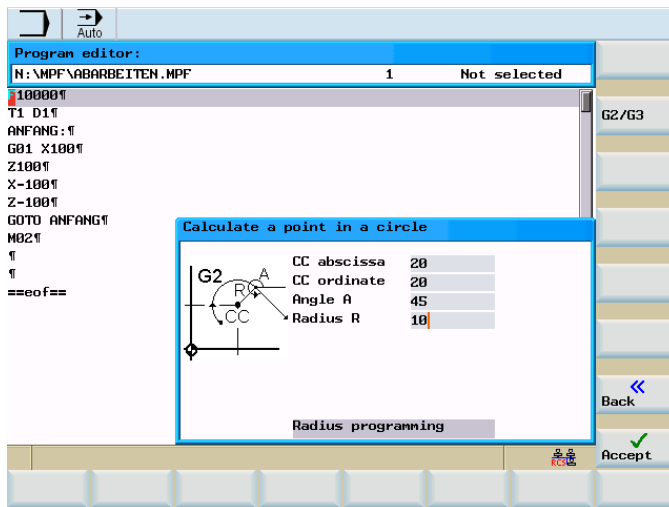 Auto
Program editor:
N:\MPF\ABARBEITEN.MPF 1 Not selected
G2/G3
F10000¶
T1 D1¶
ANFANG:¶
G01 X100¶
Z100¶
X-100¶
Z-100¶
GOTO ANFANG¶
M02¶
¶
¶
==eof==
Calculate a point in a circle
G2
A
R
CC
CC abscissa 20
CC ordinate 20
Angle A 45
Radius R 10
Radius programming
Back
Accept
RCS